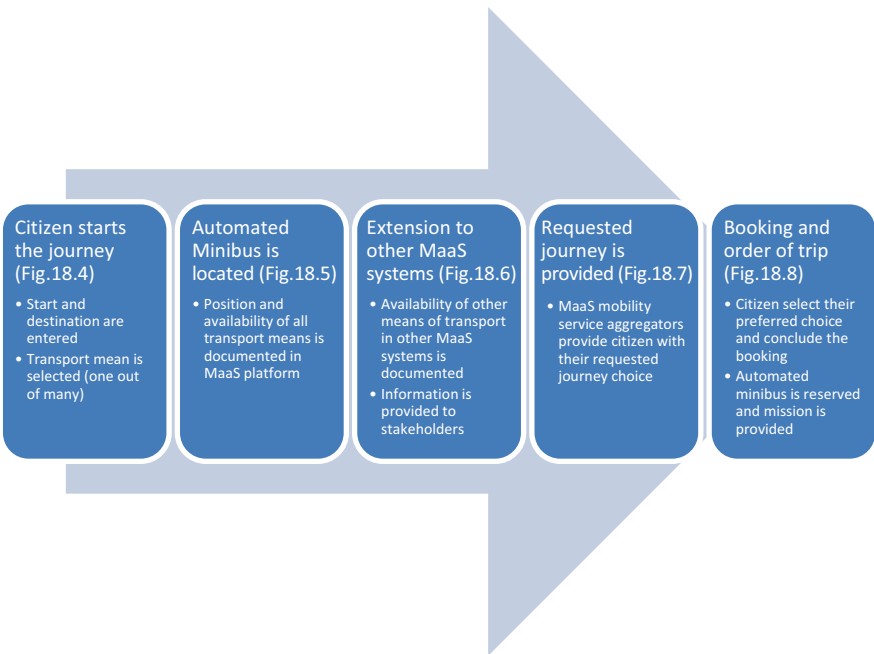 Citizen starts
the journey
(Fig.18.4)
• Start and
destination are
entered
• Transport mean is
selected (one out
of many)
Automated
Minibus is
located (Fig.18.5)
• Position and
availability of all
transport means is
documented in
MaaS platform
Extension to
other MaaS
systems (Fig.18.6)
• Availability of other
means of transport
in other MaaS
systems is
documented
• Information is
provided to
stakeholders
Requested
journey is
provided (Fig.18.7)
• MaaS mobility
service aggregators
provide citizen with
their requested
journey choice
Booking and
order of trip
(Fig.18.8)
• Citizen select their
preferred choice
and conclude the
booking
• Automated
minibus is reserved
and mission is
provided